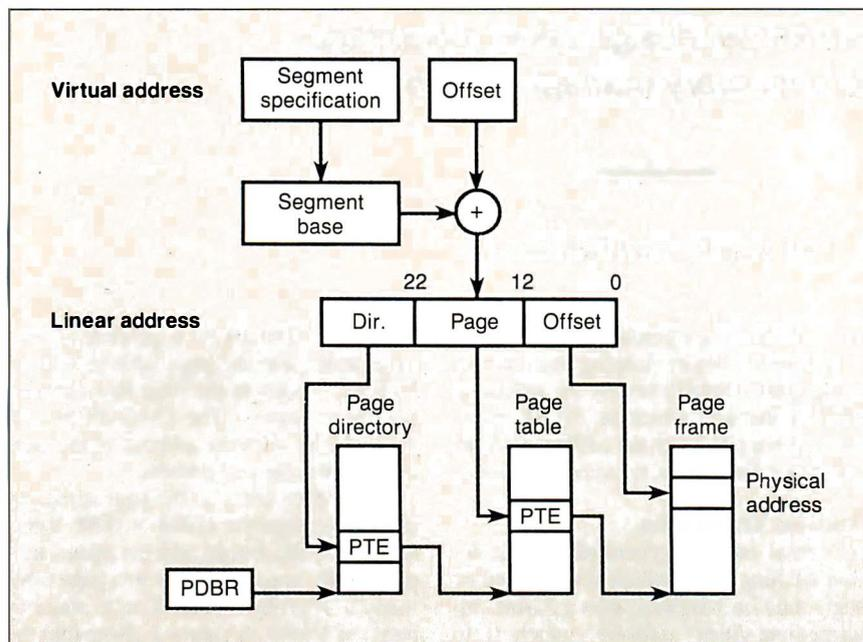 Virtual address
Segment
specification
Offset
Segment
base
+
22 12 0
Linear address
Dir. Page Offset
Page
directory
Page
table
Page
frame
PTE
PTE
Physical
address
PDBR